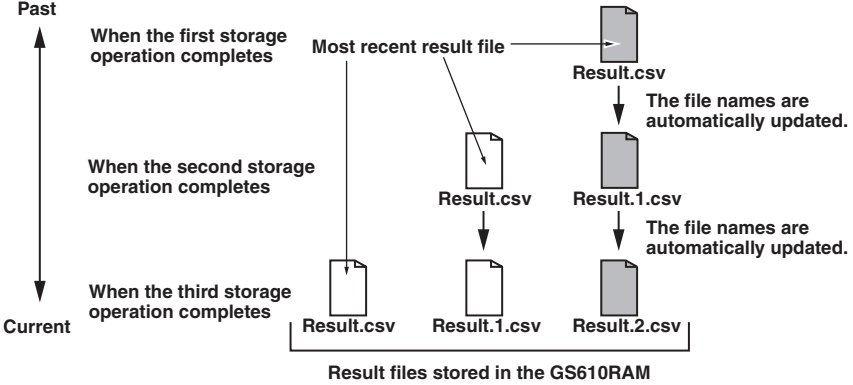 Past
When the first storage
operation completes
Most recent result file
Result.csv
The file names are
automatically updated.
When the second storage
operation completes
Result.csv
Result.1.csv
The file names are
automatically updated.
When the third storage
operation completes
Current
Result.csv
Result.1.csv
Result.2.csv
Result files stored in the GS610RAM